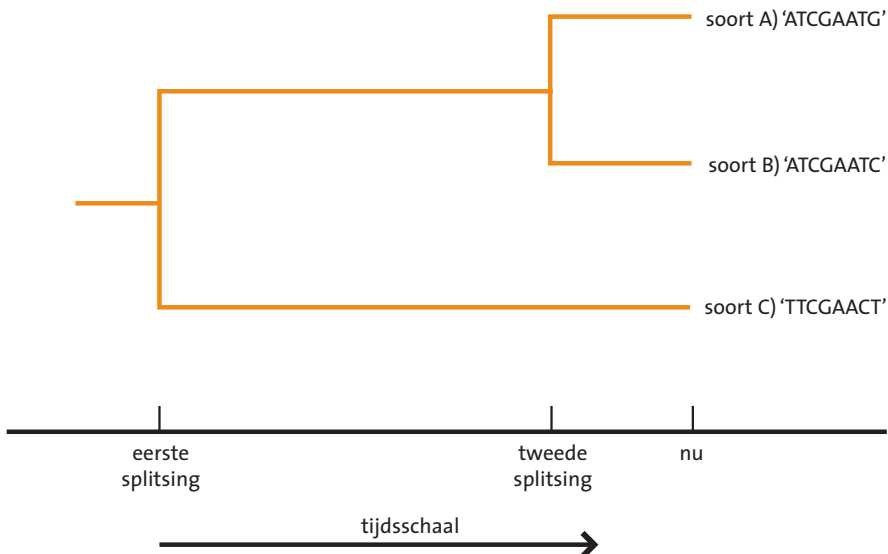 soort A) ‘ATCGAATG’
soort B) ‘ATCGAATC’
soort C) ‘TTCGAACT’
eerste
splitsing
tweede
splitsing
nu
tijdsschaal